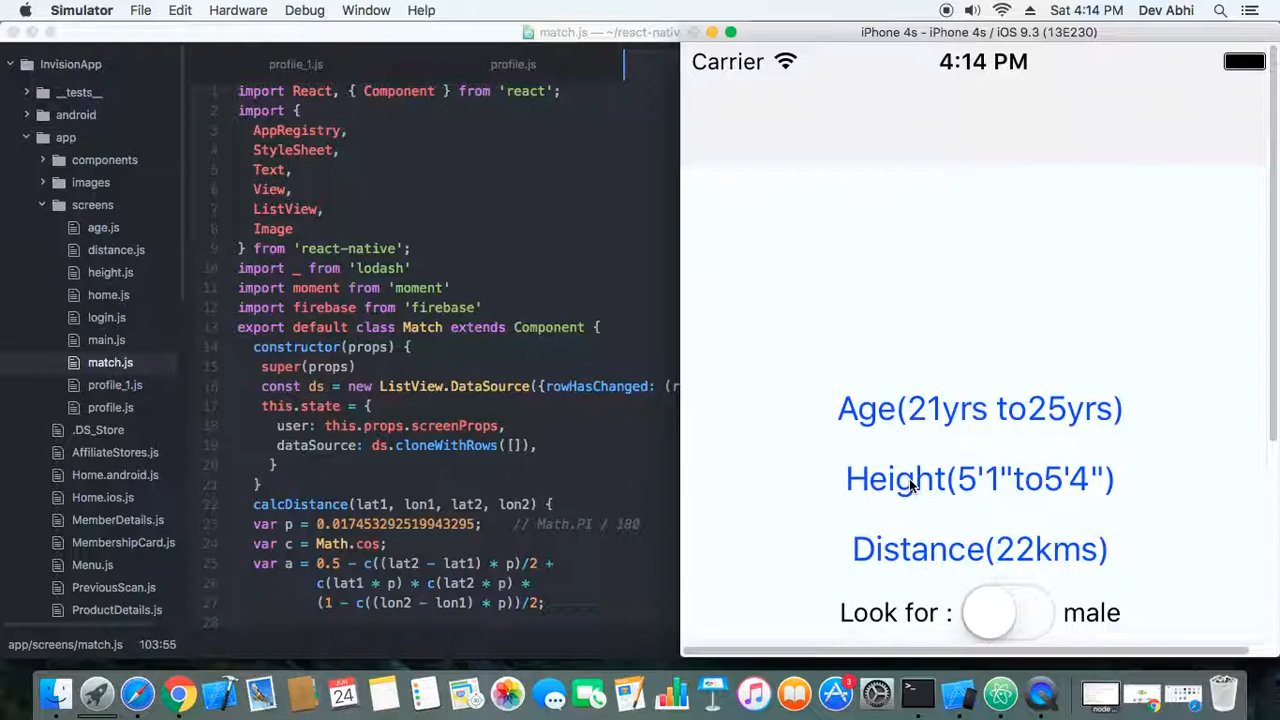 Simulator File Edit Hardware Debug Window Help Sat 4:14 PM Dev Abhi
match.js — ~/react-nativ
iPhone 4s - iPhone 4s / iOS 9.3 (13E230)
InvisionApp
__tests__
android
app
components
images
screens
age.js
distance.js
height.js
home.js
login.js
main.js
match.js
profile_1.js
profile.js
.DS_Store
AffiliateStores.js
Home.android.js
Home.ios.js
MemberDetails.js
MembershipCard.js
Menu.js
PreviousScan.js
ProductDetails.js
app/screens/match.js 103:55
profile_1.js profile.js
1 import React, { Component } from 'react';
2 import {
3 AppRegistry,
4 StyleSheet,
5 Text,
6 View,
7 ListView,
8 Image
9 } from 'react-native';
10 import _ from 'lodash'
11 import moment from 'moment'
12 import firebase from 'firebase'
13 export default class Match extends Component {
14 constructor(props) {
15 super(props)
16 const ds = new ListView.DataSource({rowHasChanged: (r
17 this.state = {
18 user: this.props.screenProps,
19 dataSource: ds.cloneWithRows([]),
20 }
21 }
22 calcDistance(lat1, lon1, lat2, lon2) {
23 var p = 0.017453292519943295; // Math.PI / 180
24 var c = Math.cos;
25 var a = 0.5 - c((lat2 - lat1) * p)/2 +
26 c(lat1 * p) * c(lat2 * p) *
27 (1 - c((lon2 - lon1) * p))/2;
28
Carrier 4:14 PM
Age(21yrs to25yrs)
Height(5'1"to5'4")
Distance(22kms)
Look for : male
JUN
24
3